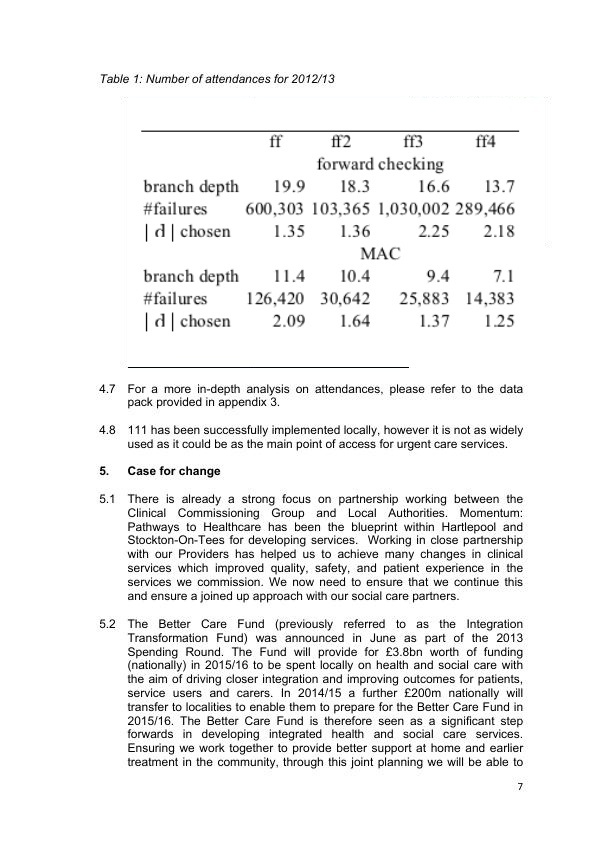 Table 1: Number of attendances for 2012/13
ff ff2 ff3 ff4
forward checking
branch depth 19.9 18.3 16.6 13.7
#failures 600,303 103,365 1,030,002 289,466
| d | chosen 1.35 1.36 2.25 2.18
MAC
branch depth 11.4 10.4 9.4 7.1
#failures 126,420 30,642 25,883 14,383
| d | chosen 2.09 1.64 1.37 1.25
4.7 For a more in-depth analysis on attendances, please refer to the data
pack provided in appendix 3.
4.8 111 has been successfully implemented locally, however it is not as widely
used as it could be as the main point of access for urgent care services.
5. Case for change
5.1 There is already a strong focus on partnership working between the
Clinical Commissioning Group and Local Authorities. Momentum:
Pathways to Healthcare has been the blueprint within Hartlepool and
Stockton-On-Tees for developing services. Working in close partnership
with our Providers has helped us to achieve many changes in clinical
services which improved quality, safety, and patient experience in the
services we commission. We now need to ensure that we continue this
and ensure a joined up approach with our social care partners.
5.2 The Better Care Fund (previously referred to as the Integration
Transformation Fund) was announced in June as part of the 2013
Spending Round. The Fund will provide for £3.8bn worth of funding
(nationally) in 2015/16 to be spent locally on health and social care with
the aim of driving closer integration and improving outcomes for patients,
service users and carers. In 2014/15 a further £200m nationally will
transfer to localities to enable them to prepare for the Better Care Fund in
2015/16. The Better Care Fund is therefore seen as a significant step
forwards in developing integrated health and social care services.
Ensuring we work together to provide better support at home and earlier
treatment in the community, through this joint planning we will be able to
7